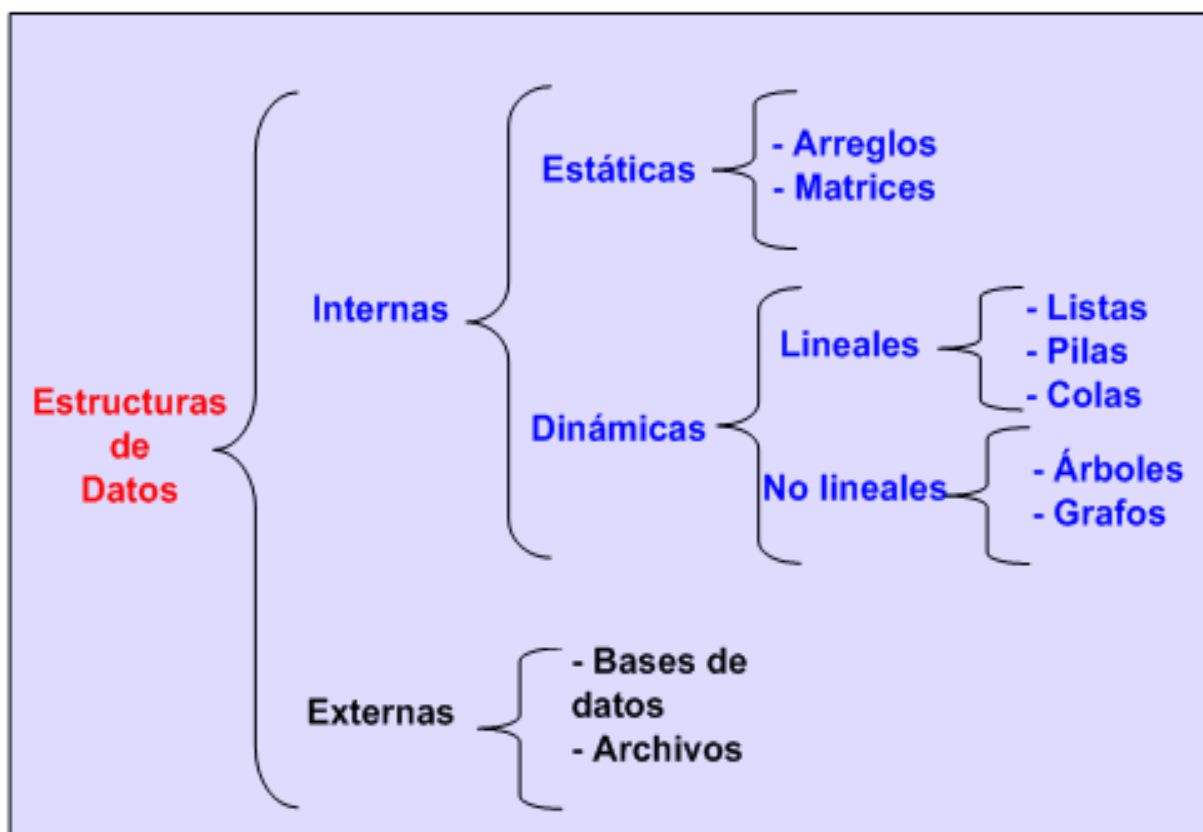 Estructuras
de
Datos
Internas
Estáticas
- Arreglos
- Matrices
Dinámicas
Lineales
- Listas
- Pilas
- Colas
No lineales
- Árboles
- Grafos
Externas
- Bases de
datos
- Archivos